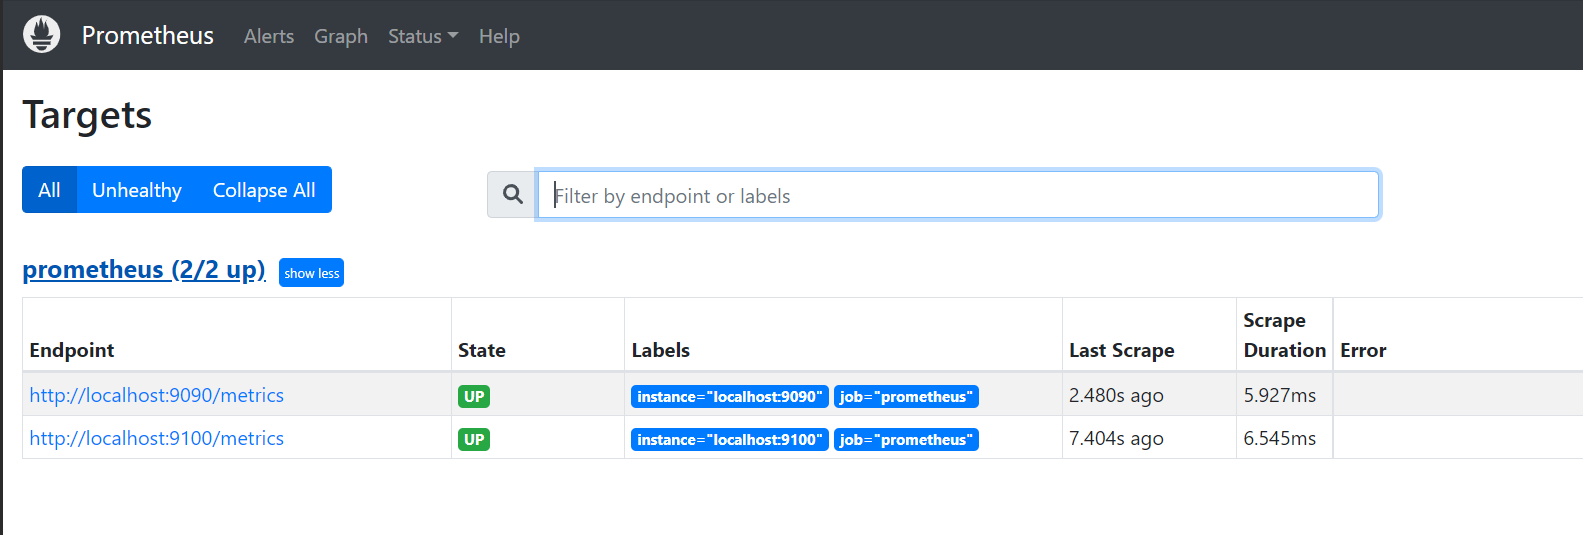 Prometheus Alerts Graph Status Help
Targets
All Unhealthy Collapse All
Filter by endpoint or labels
prometheus (2/2 up) show less
Endpoint State Labels Last Scrape Scrape Duration Error
http://localhost:9090/metrics UP instance="localhost:9090" job="prometheus" 2.480s ago 5.927ms
http://localhost:9100/metrics UP instance="localhost:9100" job="prometheus" 7.404s ago 6.545ms